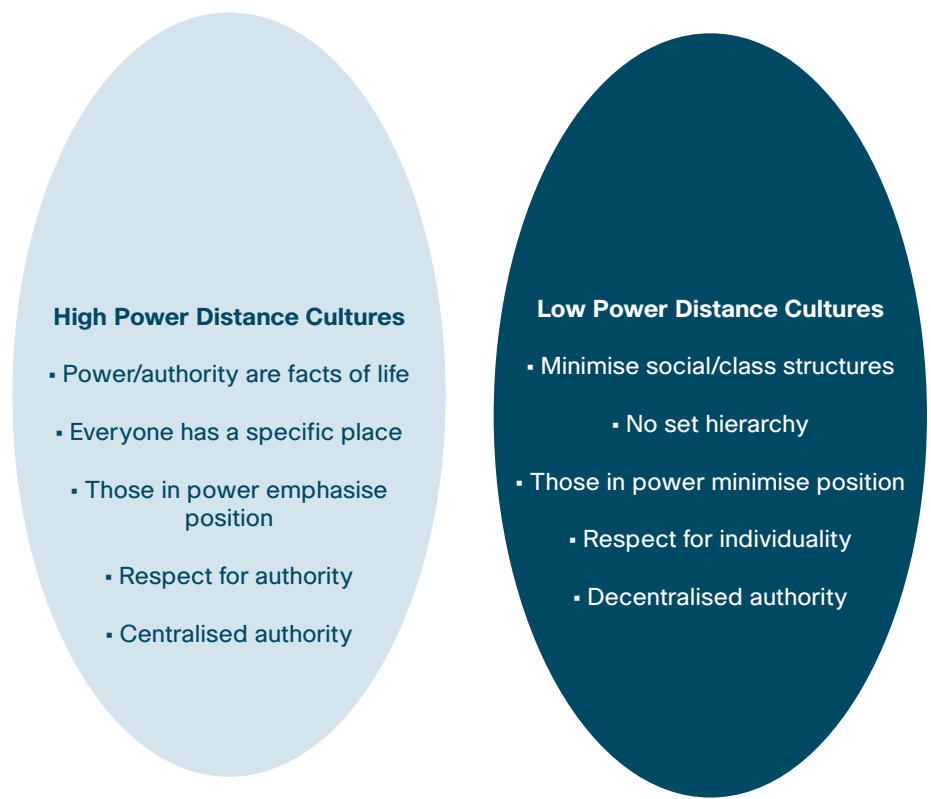 High Power Distance Cultures
▪ Power/authority are facts of life
▪ Everyone has a specific place
▪ Those in power emphasise
position
▪ Respect for authority
▪ Centralised authority
Low Power Distance Cultures
▪ Minimise social/class structures
▪ No set hierarchy
▪ Those in power minimise position
▪ Respect for individuality
▪ Decentralised authority